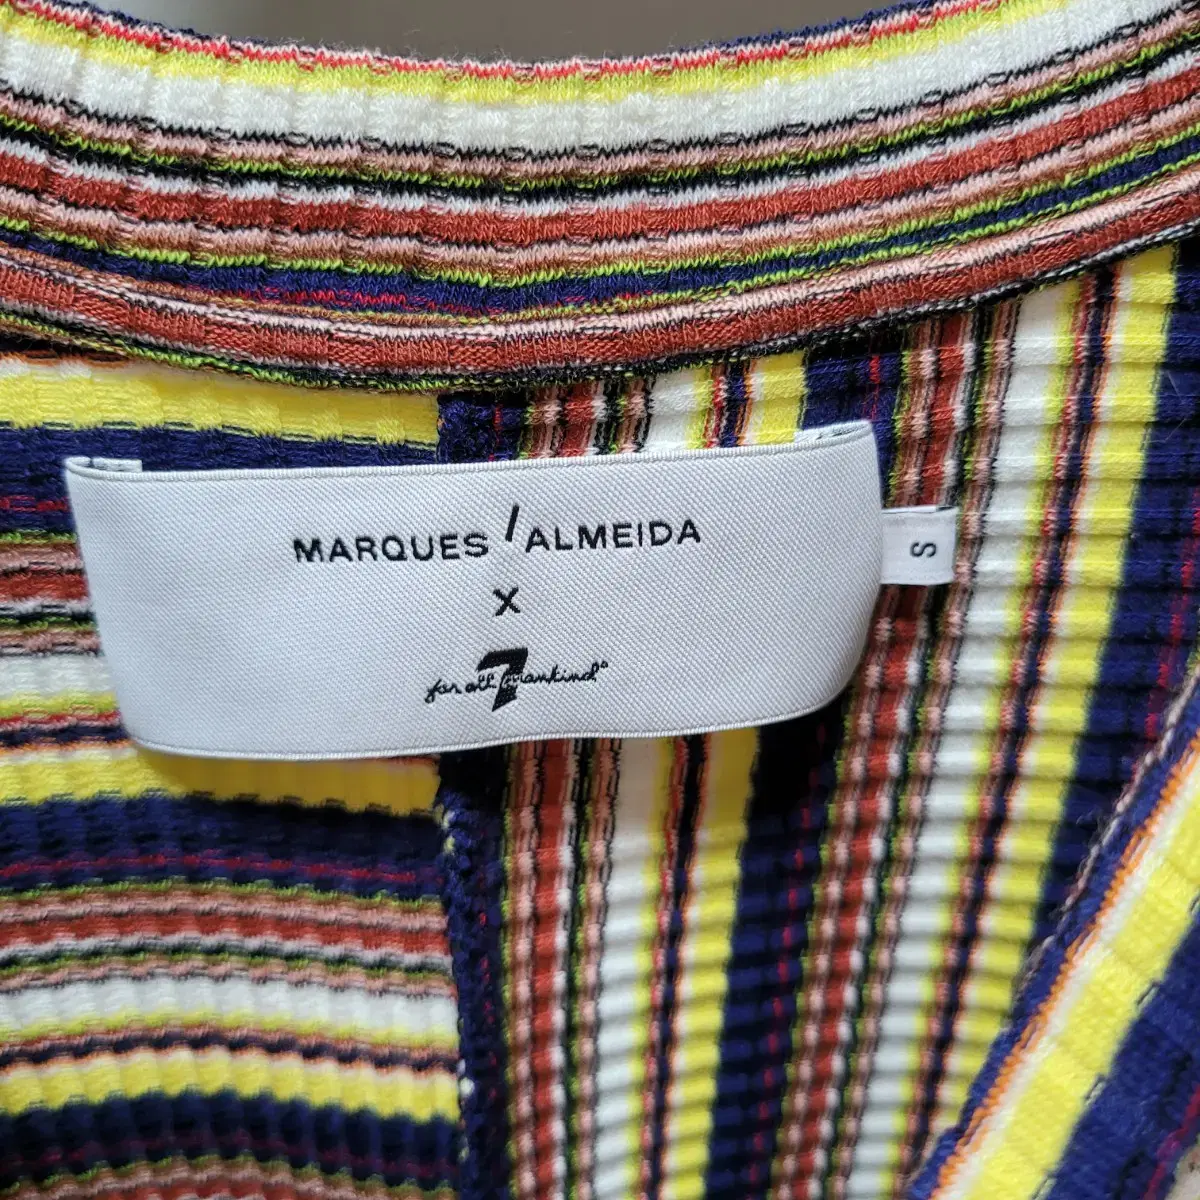 MARQUES / ALMEIDA
X
for all 7 mankind®
S